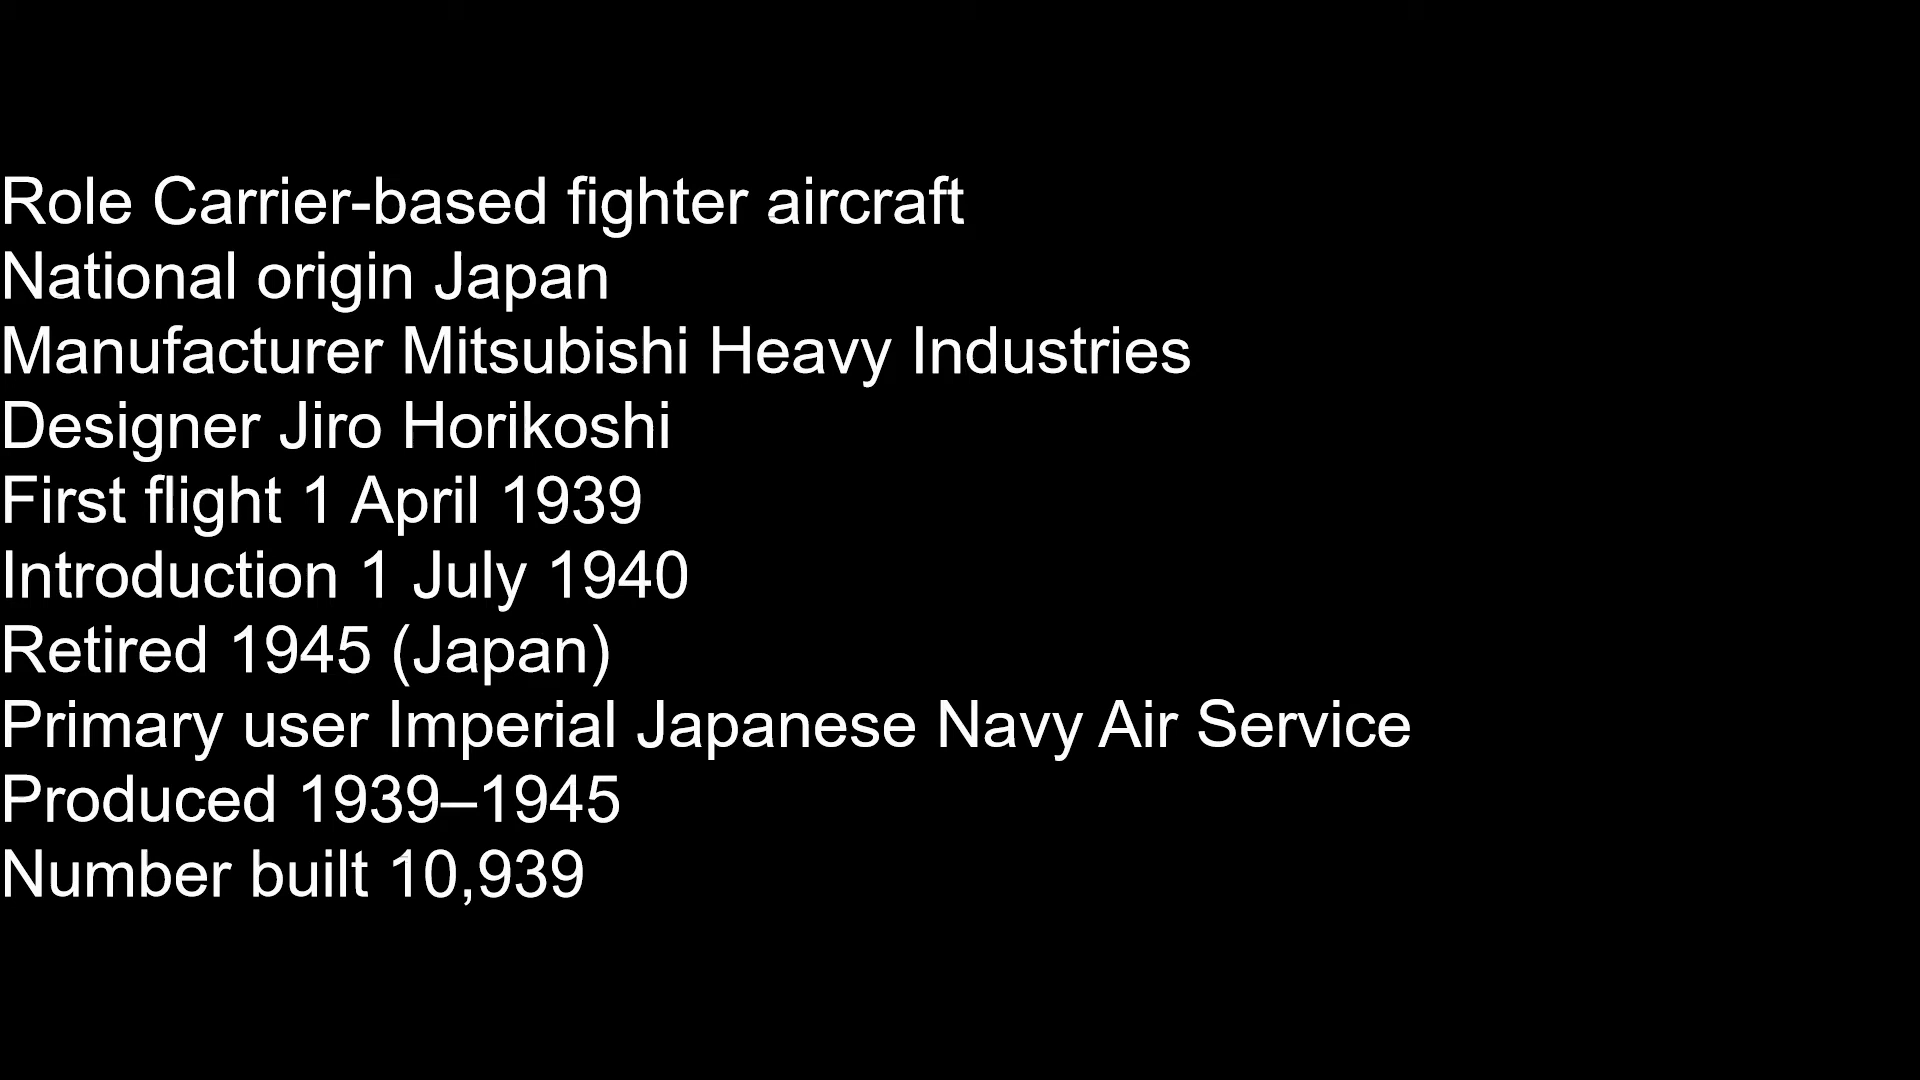 Role Carrier-based fighter aircraft
National origin Japan
Manufacturer Mitsubishi Heavy Industries
Designer Jiro Horikoshi
First flight 1 April 1939
Introduction 1 July 1940
Retired 1945 (Japan)
Primary user Imperial Japanese Navy Air Service
Produced 1939–1945
Number built 10,939